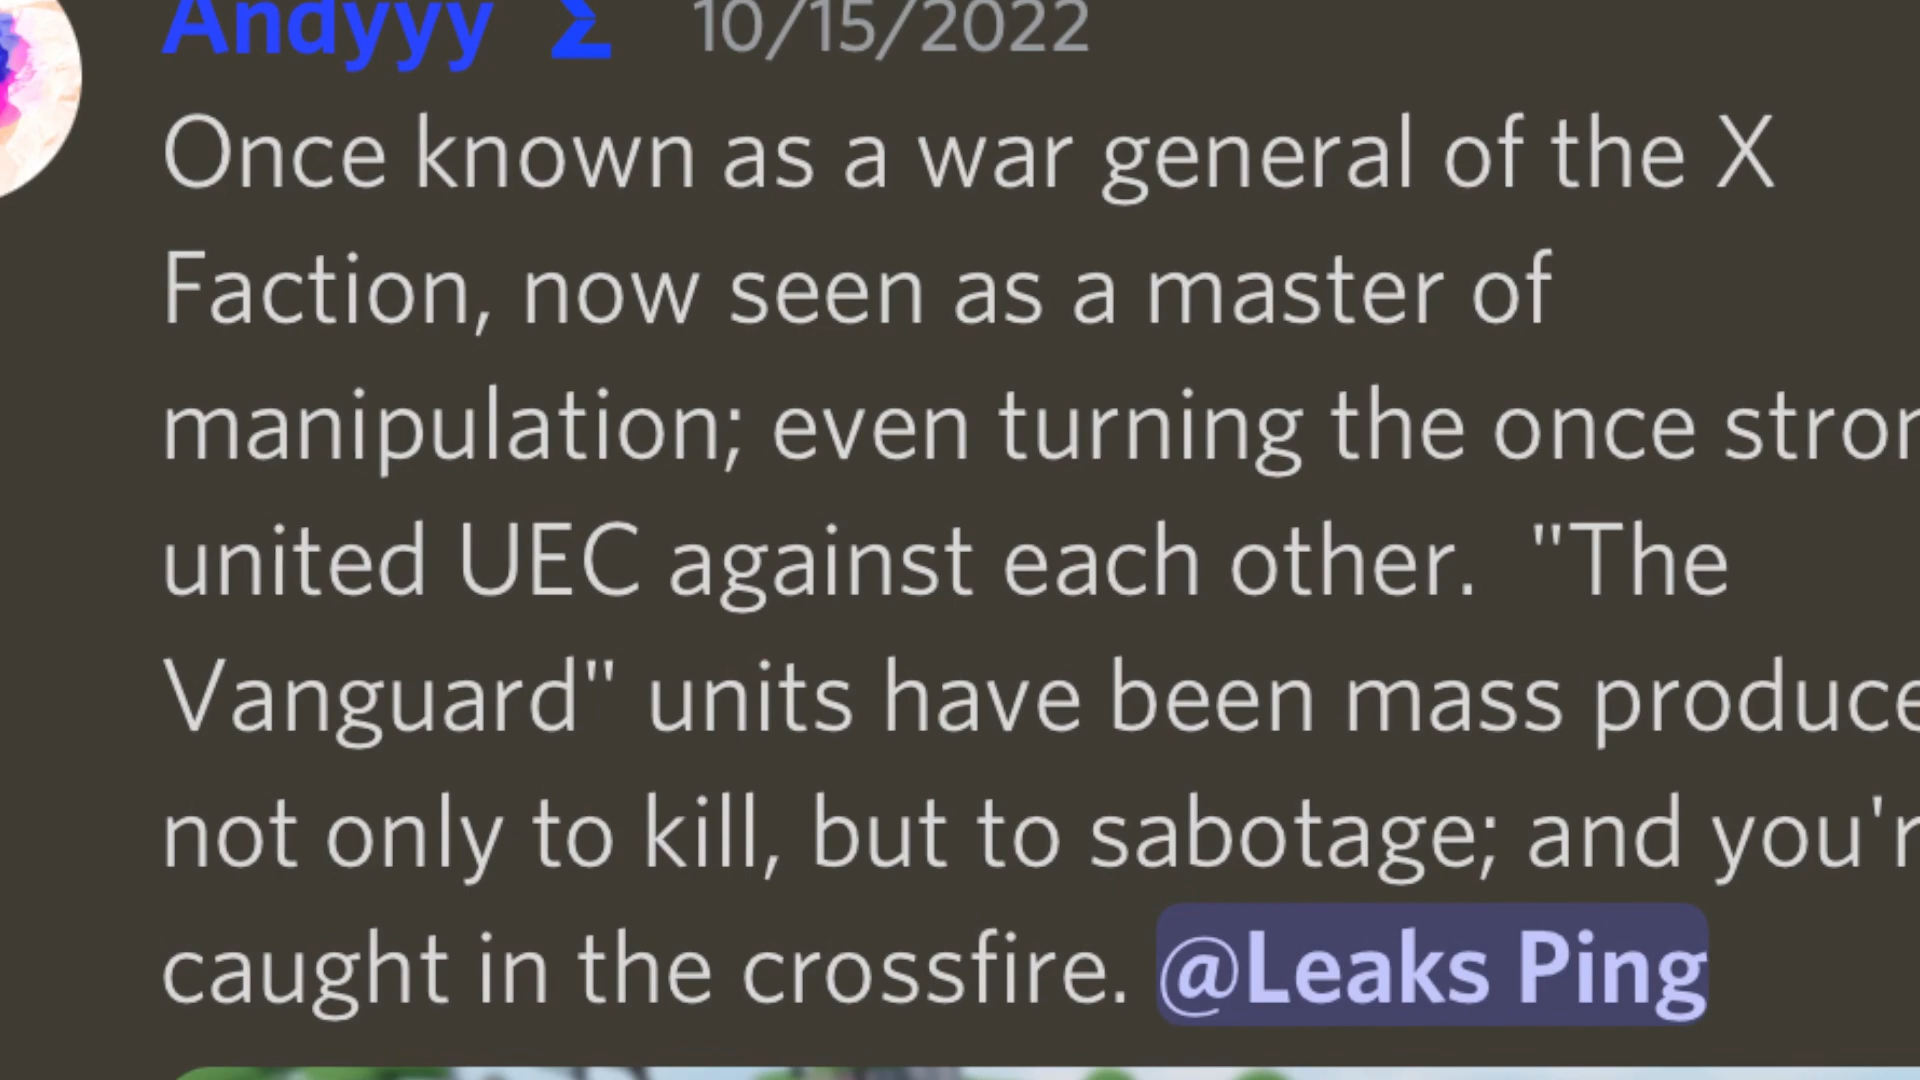 Andyyy Σ 10/15/2022
Once known as a war general of the X
Faction, now seen as a master of
manipulation; even turning the once
united UEC against each other.  "The
Vanguard" units have been mass
not only to kill, but to sabotage; and
caught in the crossfire. @Leaks Ping